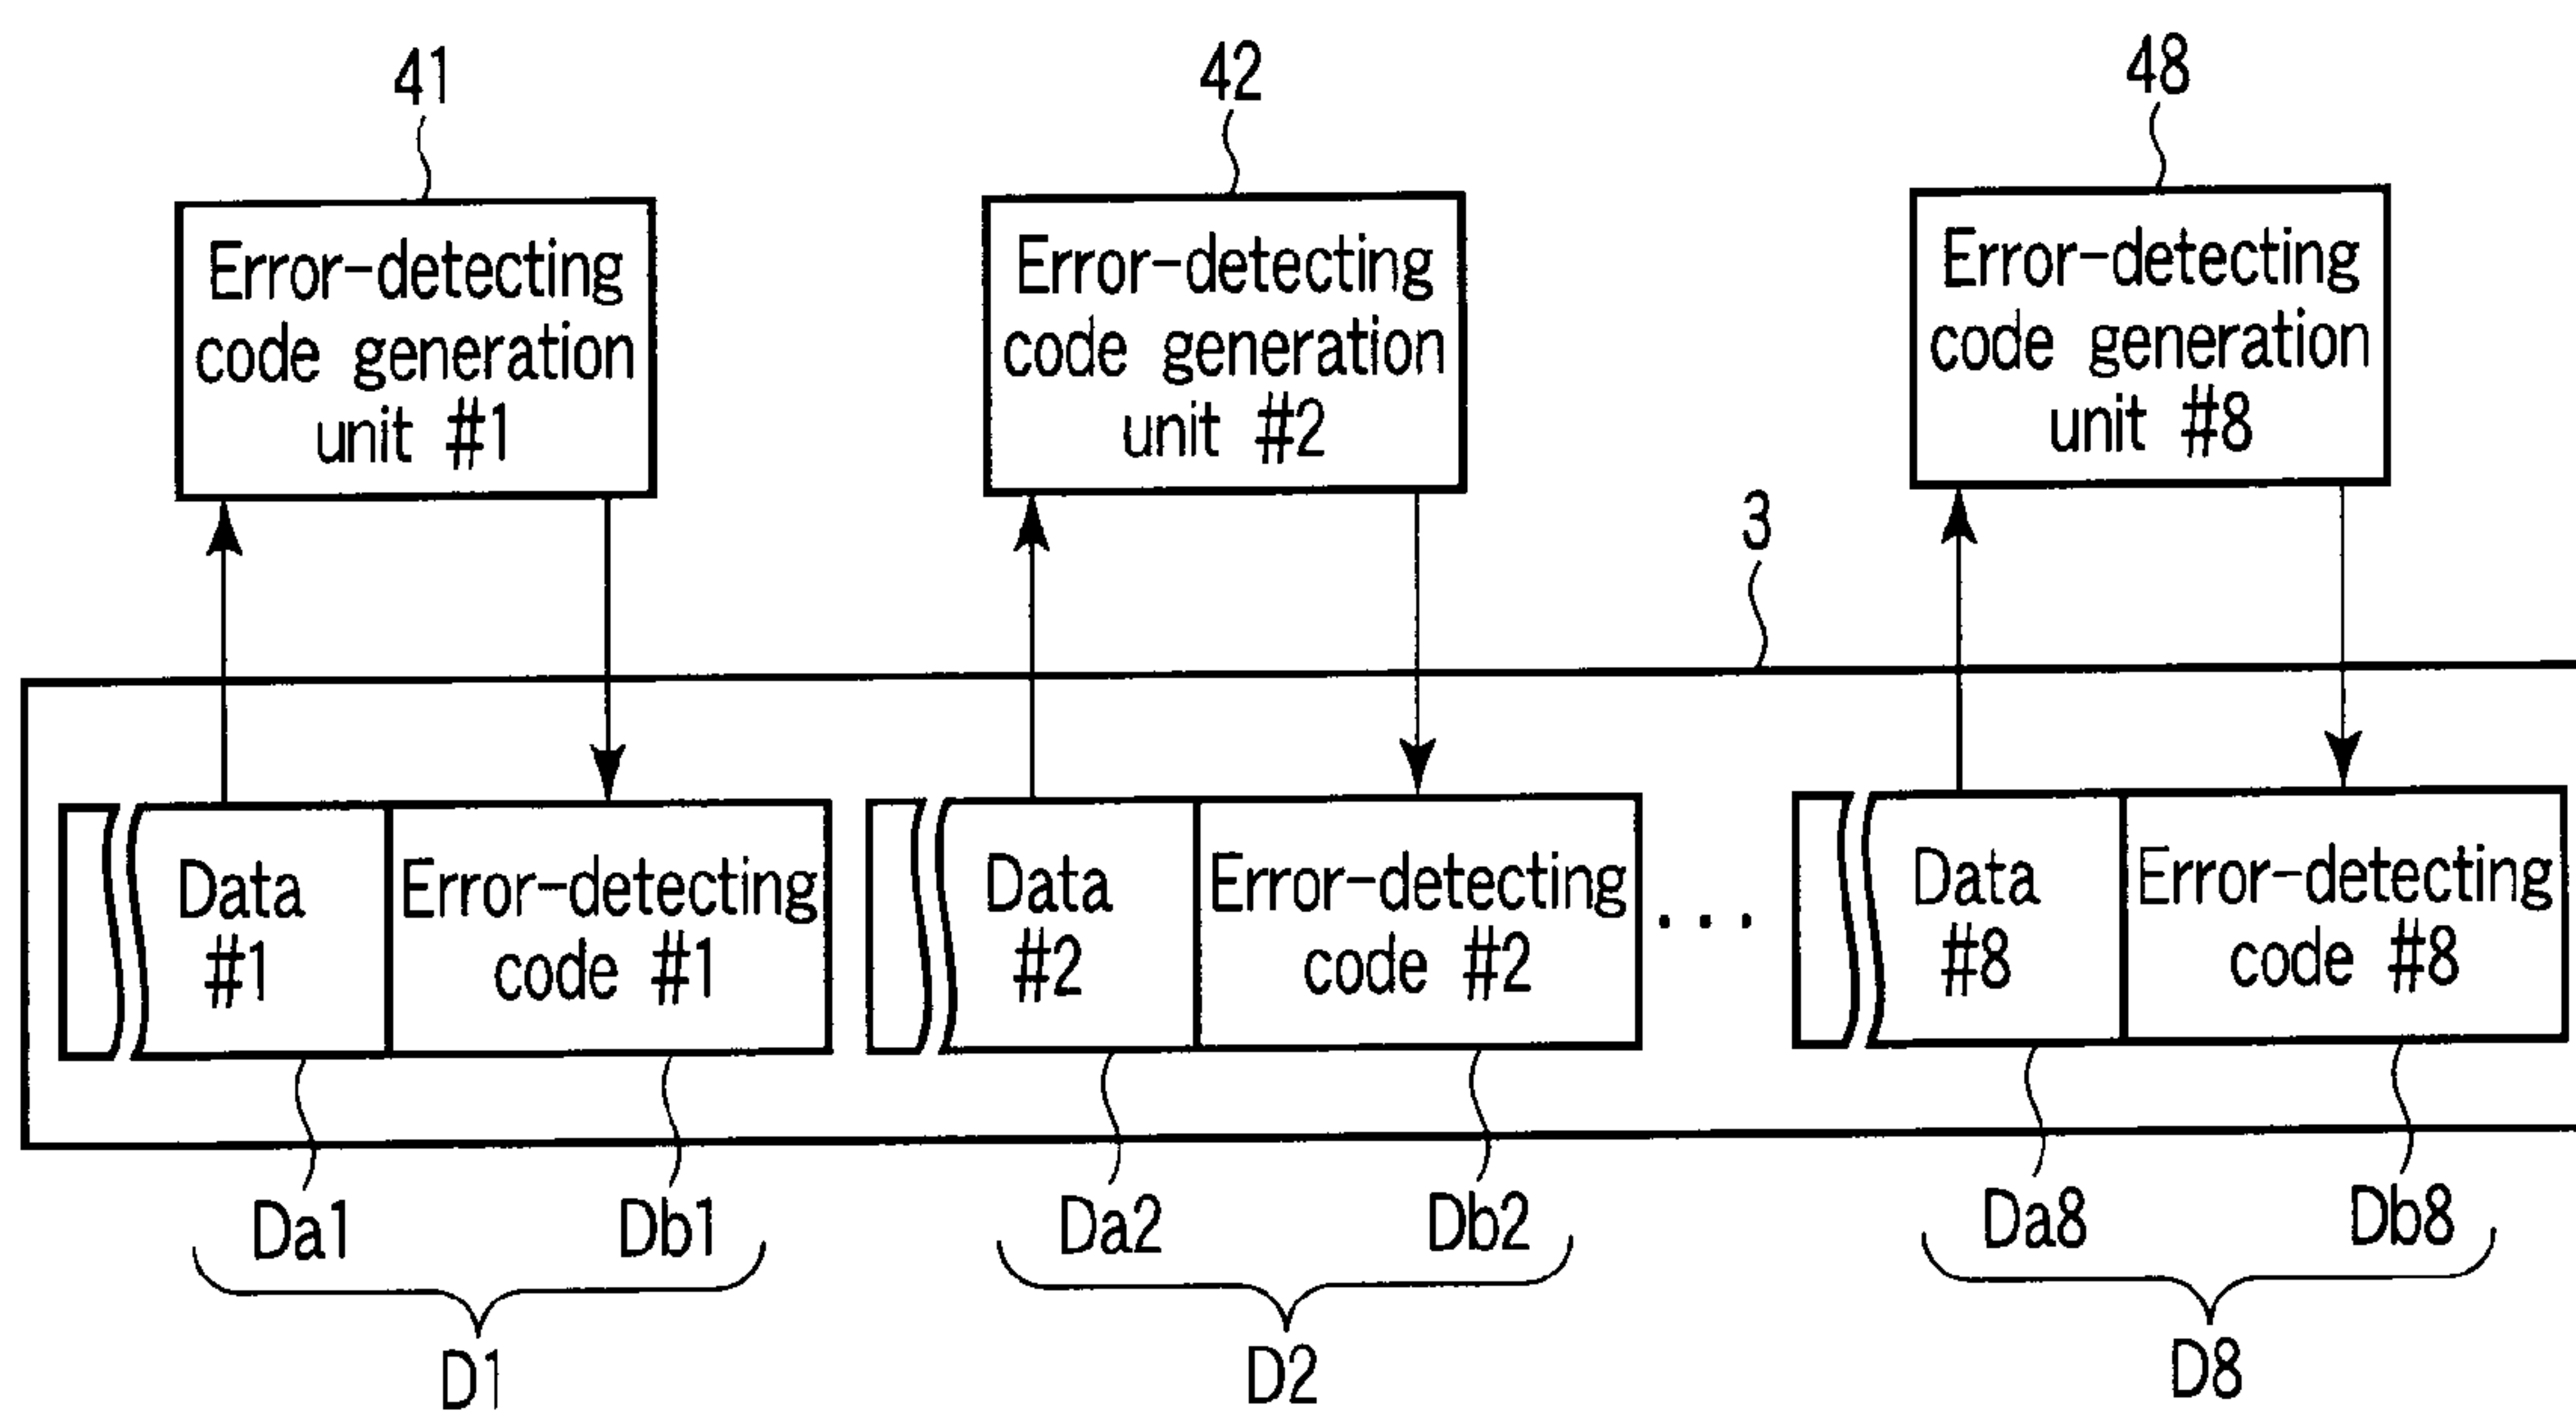 41
42
48
Error-detecting
code generation
unit #1
Error-detecting
code generation
unit #2
Error-detecting
code generation
unit #8
3
Data
#1
Error-detecting
code #1
Data
#2
Error-detecting
code #2
...
Data
#8
Error-detecting
code #8
Da1
Db1
Da2
Db2
Da8
Db8
D1
D2
D8